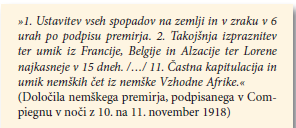 »1. Ustavitev vseh spopadov na zemlji in v zraku v 6
urah po podpisu premirja. 2. Takojšnja izpraznitev
ter umik iz Francije, Belgije in Alzacije ter Lorene
najkasneje v 15 dneh. /.../ 11. Častna kapitulacija in
umik nemških čet iz nemške Vzhodne Afrike.«
(Določila nemškega premirja, podpisanega v Com-
piegnu v noči z 10. na 11. november 1918)